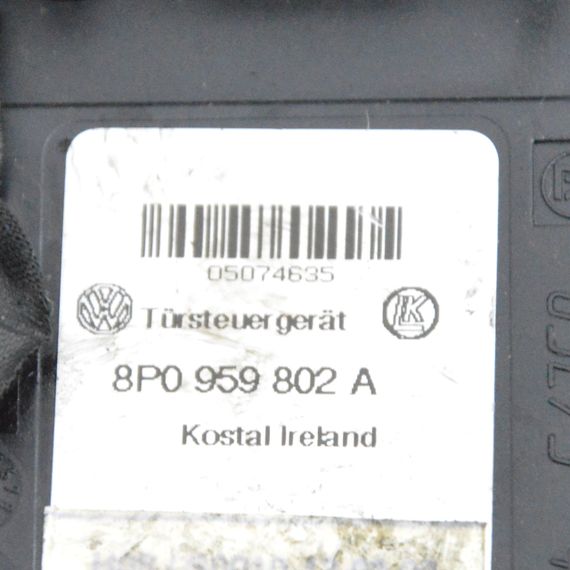 05074635
Türsteuergerät
8P0 959 802 A
Kostal Ireland